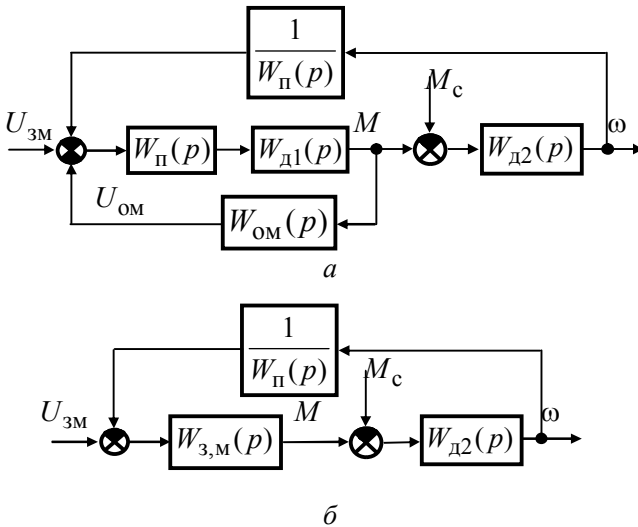 1
W_п(p)
U_зм
W_п(p)
W_д1(p)
M
M_с
W_д2(p)
ω
U_ом
W_ом(p)
а
1
W_п(p)
U_зм
W_з,м(p)
M
M_с
W_д2(p)
ω
б